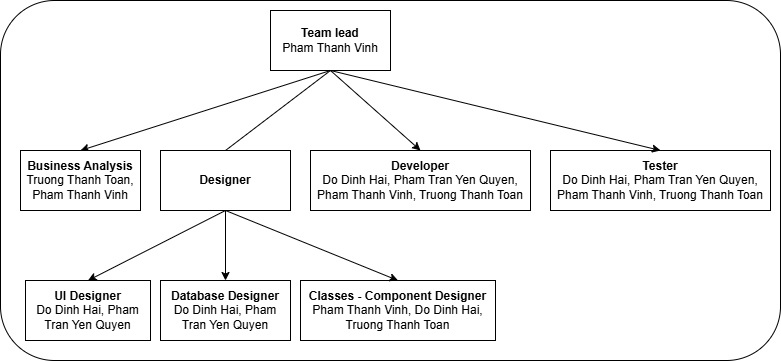 Team lead
Pham Thanh Vinh
Business Analysis
Truong Thanh Toan,
Pham Thanh Vinh
Designer
Developer
Do Dinh Hai, Pham Tran Yen Quyen,
Pham Thanh Vinh, Truong Thanh Toan
Tester
Do Dinh Hai, Pham Tran Yen Quyen,
Pham Thanh Vinh, Truong Thanh Toan
UI Designer
Do Dinh Hai, Pham
Tran Yen Quyen
Database Designer
Do Dinh Hai, Pham
Tran Yen Quyen
Classes - Component Designer
Pham Thanh Vinh, Do Dinh Hai,
Truong Thanh Toan